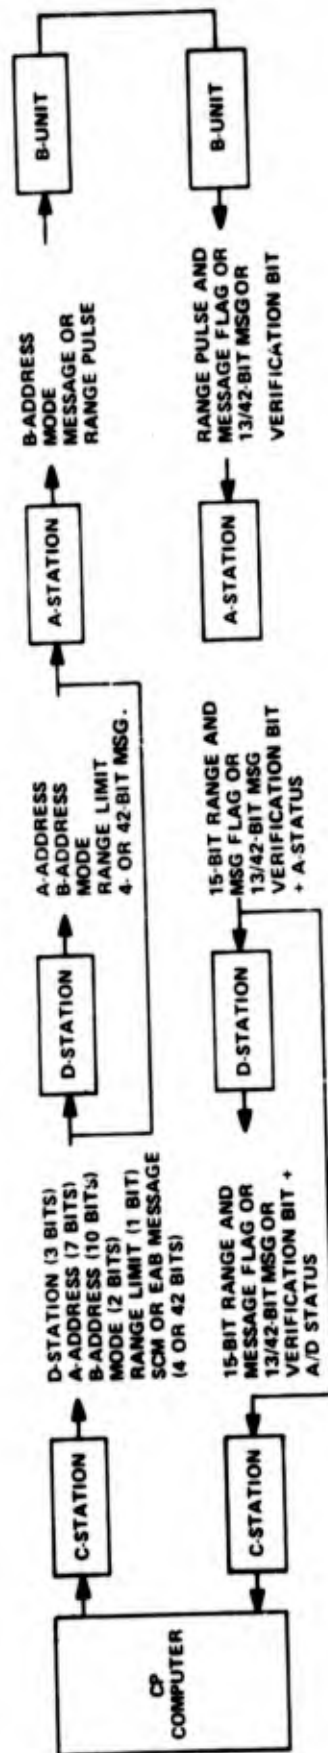 CP
COMPUTER
C-STATION
D-STATION (3 BITS)
A-ADDRESS (7 BITS)
B-ADDRESS (10 BITS)
MODE (2 BITS)
RANGE LIMIT (1 BIT)
SCM OR EAB MESSAGE
(4 OR 42 BITS)
D-STATION
A-ADDRESS
B-ADDRESS
MODE
RANGE LIMIT
4- OR 42-BIT MSG.
A-STATION
B-ADDRESS
MODE
MESSAGE OR
RANGE PULSE
B-UNIT
B-UNIT
RANGE PULSE AND
MESSAGE FLAG OR
13/42-BIT MSG OR
VERIFICATION BIT
A-STATION
15-BIT RANGE AND
MSG FLAG OR
13/42-BIT MSG
VERIFICATION BIT
+ A-STATUS
D-STATION
15-BIT RANGE AND
MESSAGE FLAG OR
13/42-BIT MSG OR
VERIFICATION BIT +
A/D STATUS
C-STATION